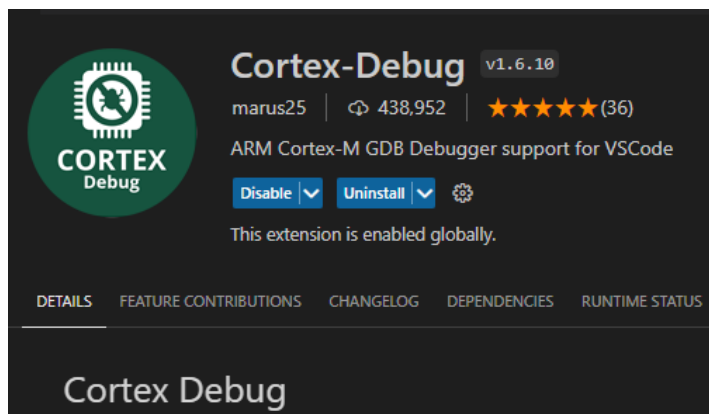 Cortex-Debug v1.6.10
marus25 438,952 (36)
CORTEX
Debug
ARM Cortex-M GDB Debugger support for VSCode
Disable Uninstall
This extension is enabled globally.
DETAILS FEATURE CONTRIBUTIONS CHANGELOG DEPENDENCIES RUNTIME STATUS
Cortex Debug